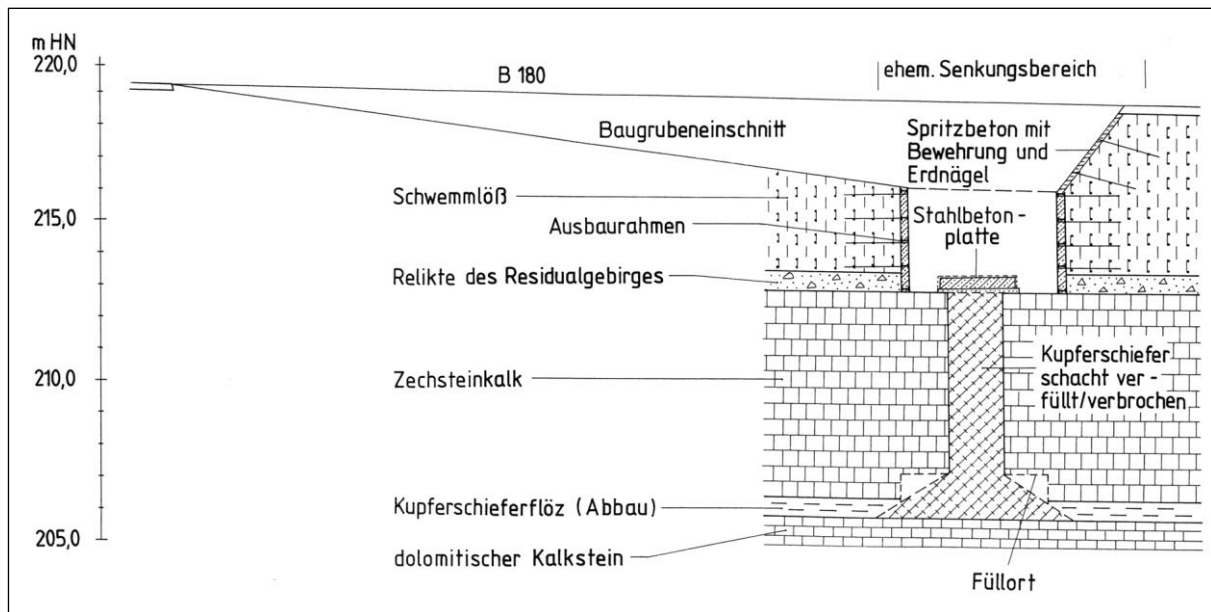 m HN
220,0
215,0
210,0
205,0
B 180
ehem. Senkungsbereich
Baugrubeneinschnitt
Spritzbeton mit
Bewehrung und
Erdnägel
Schwemmlöß
Ausbaurahmen
Stahlbeton-
platte
Relikte des Residualgebirges
Zechsteinkalk
Kupferschiefer
schacht ver-
füllt/verbrochen
Kupferschieferflöz (Abbau)
dolomitischer Kalkstein
Füllort